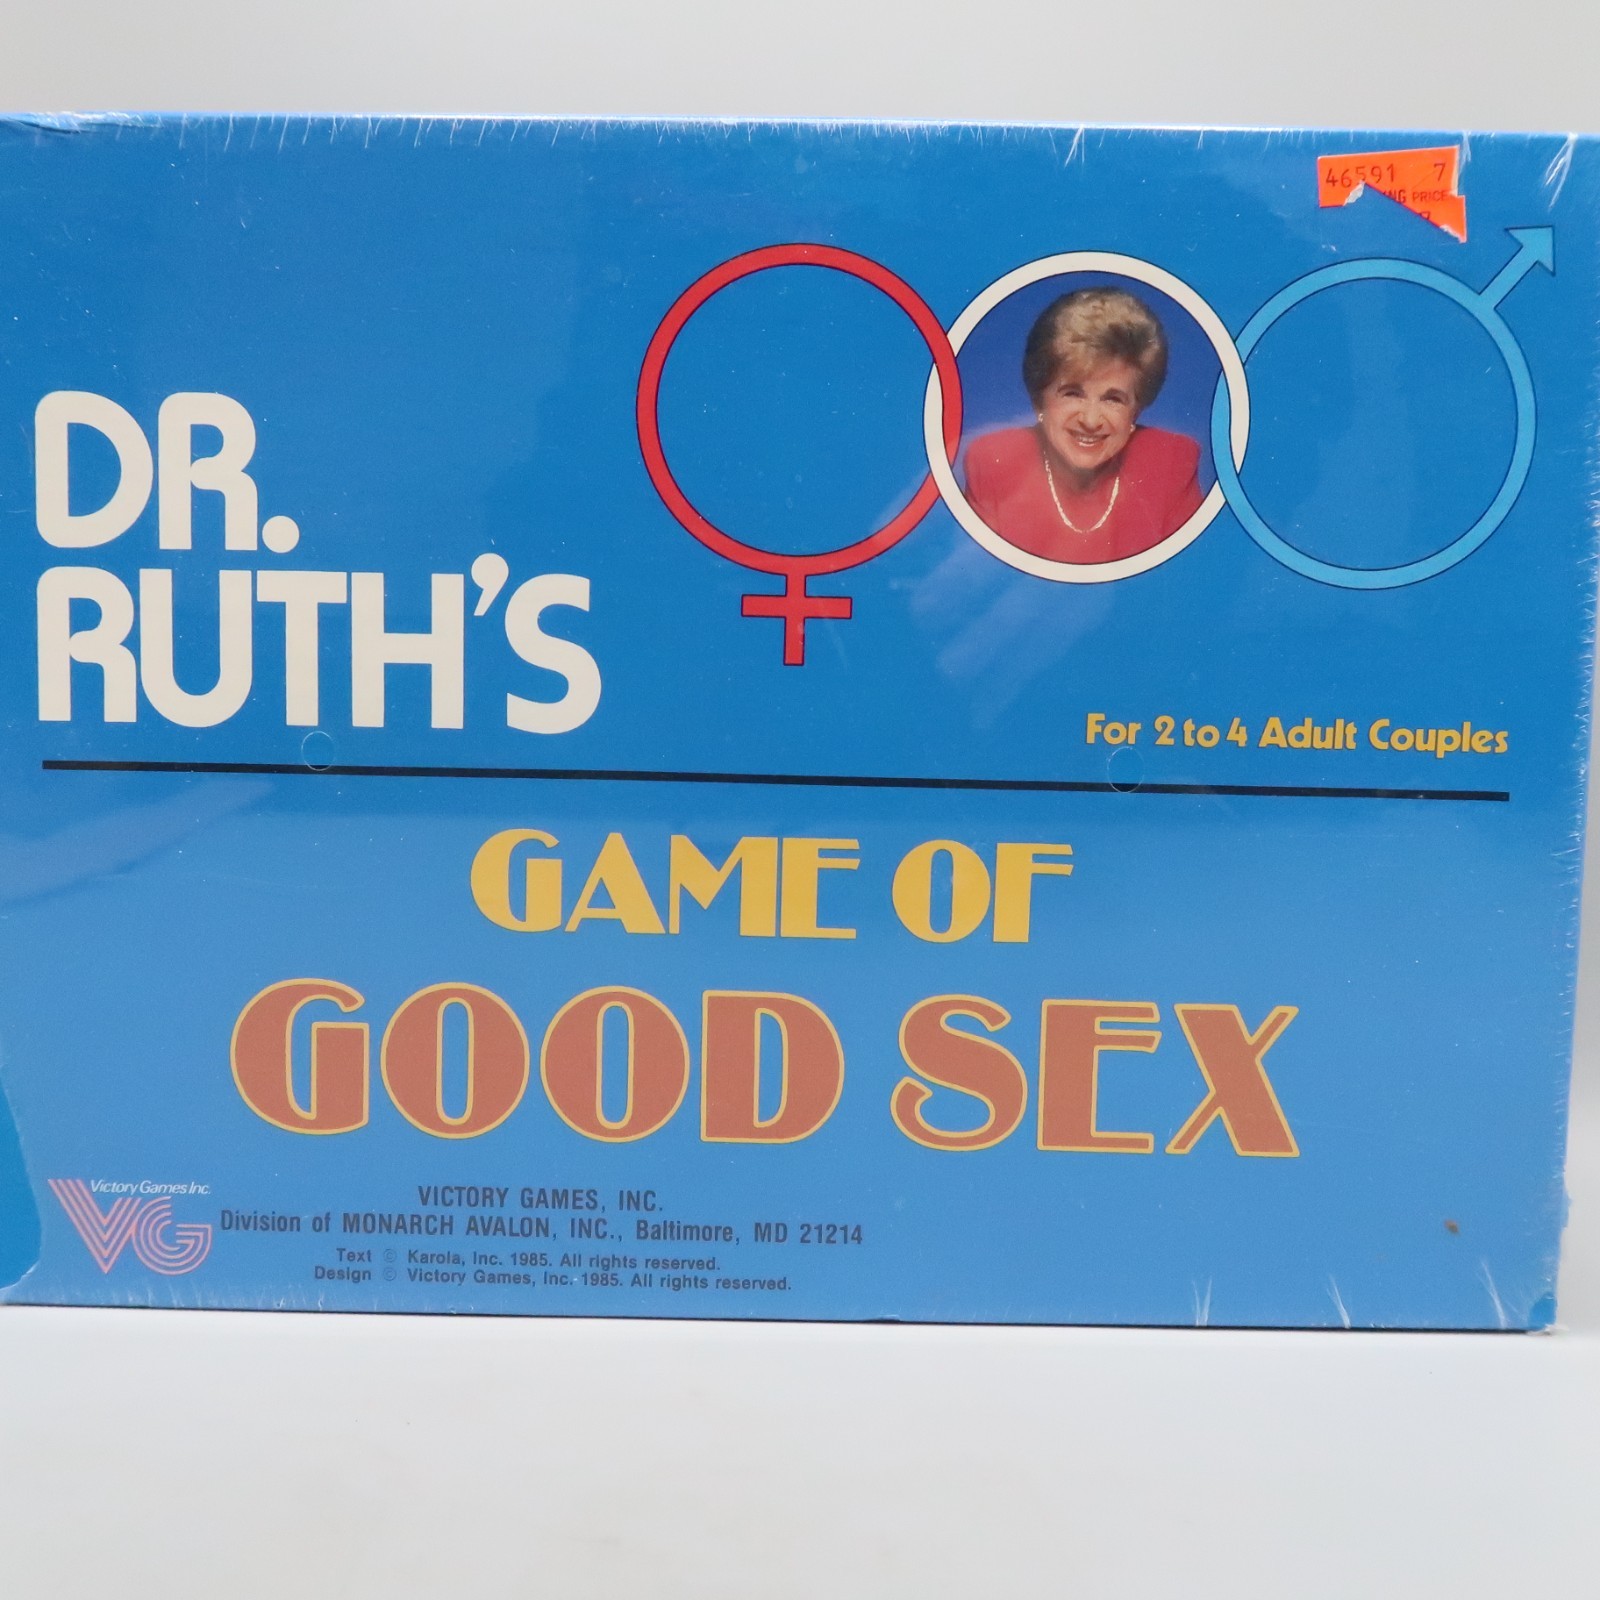 46591 7
PRICE
DR.
RUTH'S
For 2 to 4 Adult Couples
GAME OF
GOOD SEX
Victory Games Inc.
VG
VICTORY GAMES, INC.
Division of MONARCH AVALON, INC., Baltimore, MD 21214
Text © Karola, Inc. 1985. All rights reserved.
Design © Victory Games, Inc. 1985. All rights reserved.